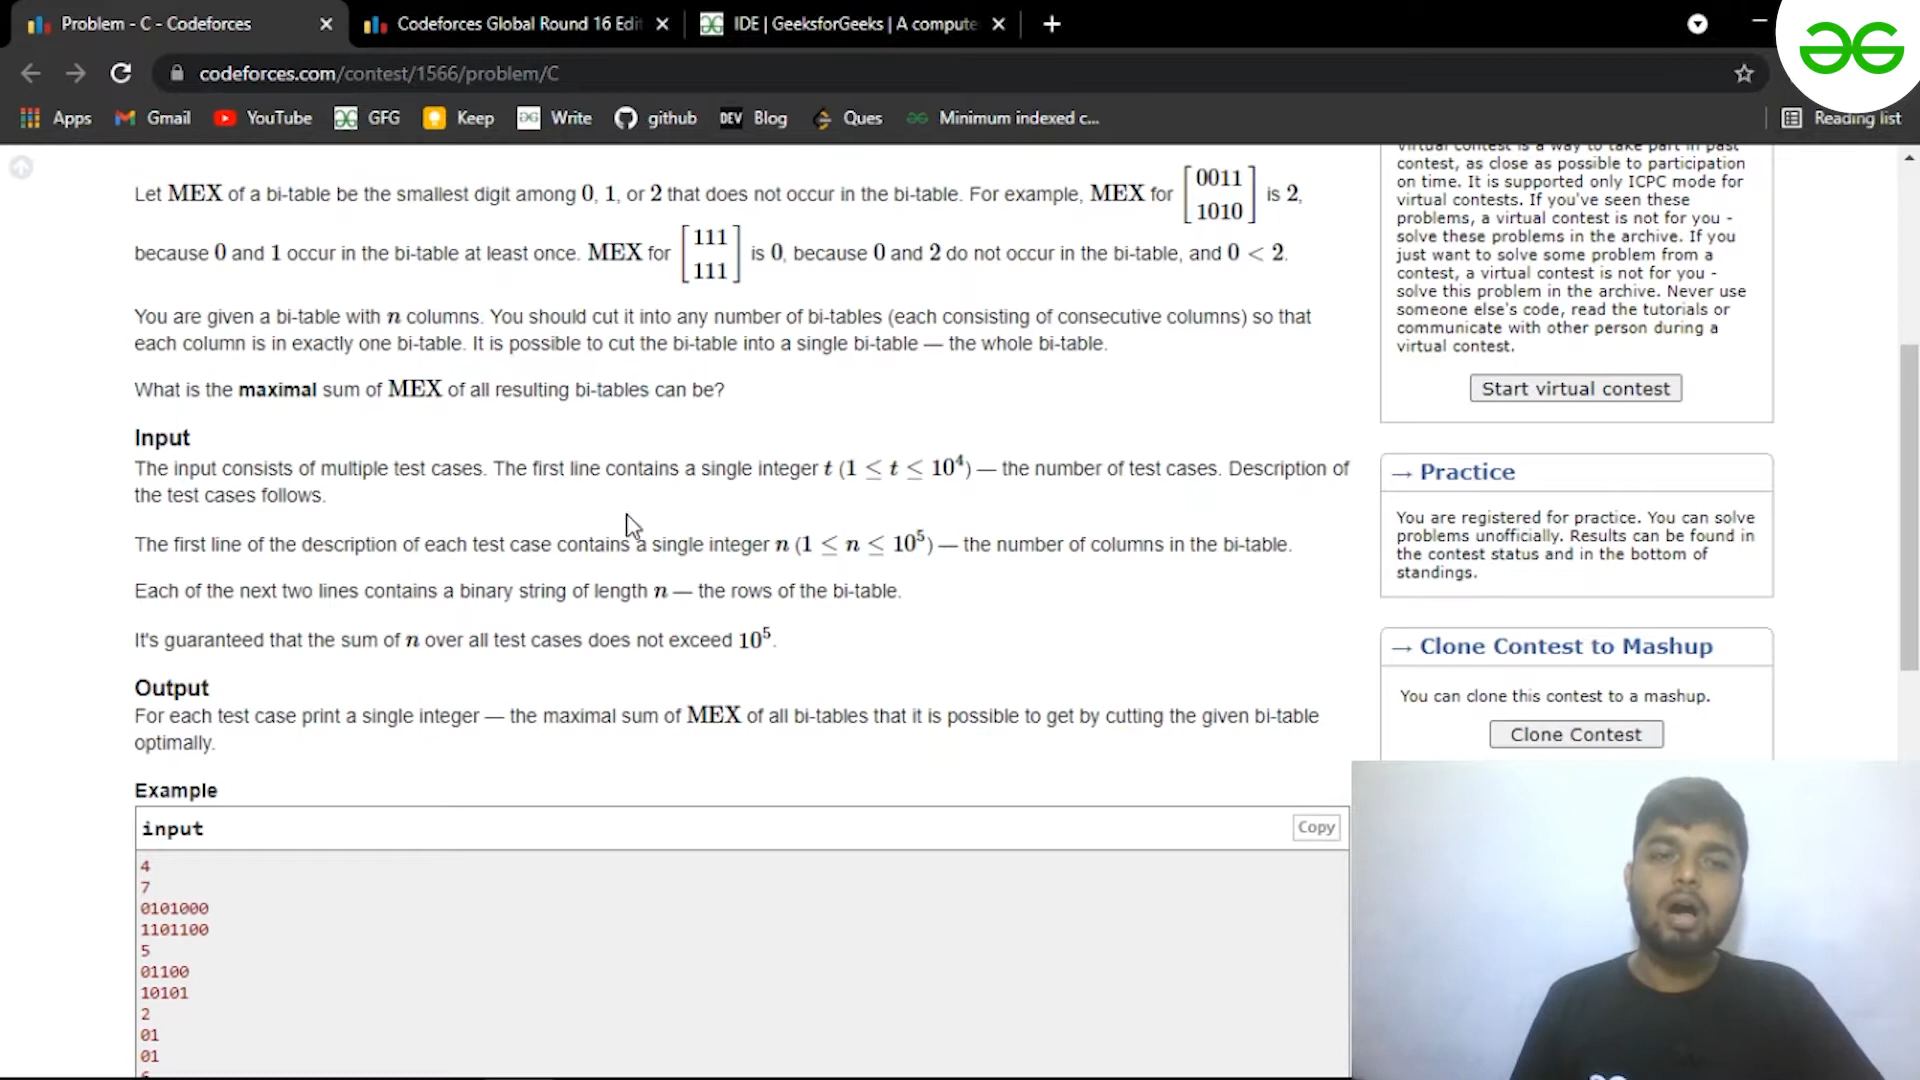 Problem - C - Codeforces
Codeforces Global Round 16 Edit
IDE | GeeksforGeeks | A compute
codeforces.com/contest/1566/problem/C
Apps Gmail YouTube GFG Keep Write github DEV Blog Ques Minimum indexed c... Reading list
Let MEX of a bi-table be the smallest digit among 0, 1, or 2 that does not occur in the bi-table. For example, MEX for [0011 1010] is 2,
because 0 and 1 occur in the bi-table at least once. MEX for [111 111] is 0, because 0 and 2 do not occur in the bi-table, and 0 < 2.
You are given a bi-table with n columns. You should cut it into any number of bi-tables (each consisting of consecutive columns) so that
each column is in exactly one bi-table. It is possible to cut the bi-table into a single bi-table — the whole bi-table.
What is the maximal sum of MEX of all resulting bi-tables can be?
Input
The input consists of multiple test cases. The first line contains a single integer t (1 ≤ t ≤ 10⁴) — the number of test cases. Description of
the test cases follows.
The first line of the description of each test case contains a single integer n (1 ≤ n ≤ 10⁵) — the number of columns in the bi-table.
Each of the next two lines contains a binary string of length n — the rows of the bi-table.
It's guaranteed that the sum of n over all test cases does not exceed 10⁵.
Output
For each test case print a single integer — the maximal sum of MEX of all bi-tables that it is possible to get by cutting the given bi-table
optimally.
Example
input
Copy
4
7
0101000
1101100
5
01100
10101
2
01
01
6
virtual contest is a way to take part in past
contest, as close as possible to participation
on time. It is supported only ICPC mode for
virtual contests. If you've seen these
problems, a virtual contest is not for you -
solve these problems in the archive. If you
just want to solve some problem from a
contest, a virtual contest is not for you -
solve this problem in the archive. Never use
someone else's code, read the tutorials or
communicate with other person during a
virtual contest.
Start virtual contest
→ Practice
You are registered for practice. You can solve
problems unofficially. Results can be found in
the contest status and in the bottom of
standings.
→ Clone Contest to Mashup
You can clone this contest to a mashup.
Clone Contest